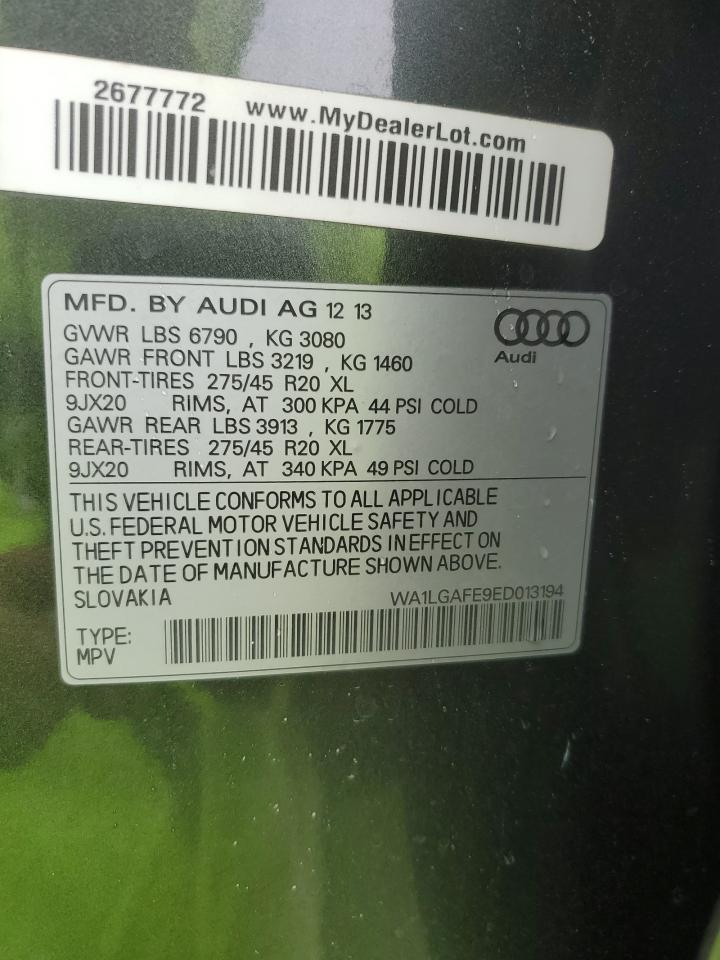 2677772 www.MyDealerLot.com
MFD. BY AUDI AG 12 13
GVWR LBS 6790 , KG 3080
GAWR FRONT LBS 3219 , KG 1460
FRONT-TIRES 275/45 R20 XL
9JX20 RIMS, AT 300 KPA 44 PSI COLD
GAWR REAR LBS 3913 , KG 1775
REAR-TIRES 275/45 R20 XL
9JX20 RIMS, AT 340 KPA 49 PSI COLD
Audi
THIS VEHICLE CONFORMS TO ALL APPLICABLE
U.S. FEDERAL MOTOR VEHICLE SAFETY AND
THEFT PREVENTION STANDARDS IN EFFECT ON
THE DATE OF MANUFACTURE SHOWN ABOVE.
SLOVAKIA WA1LGAFE9ED013194
TYPE:
MPV